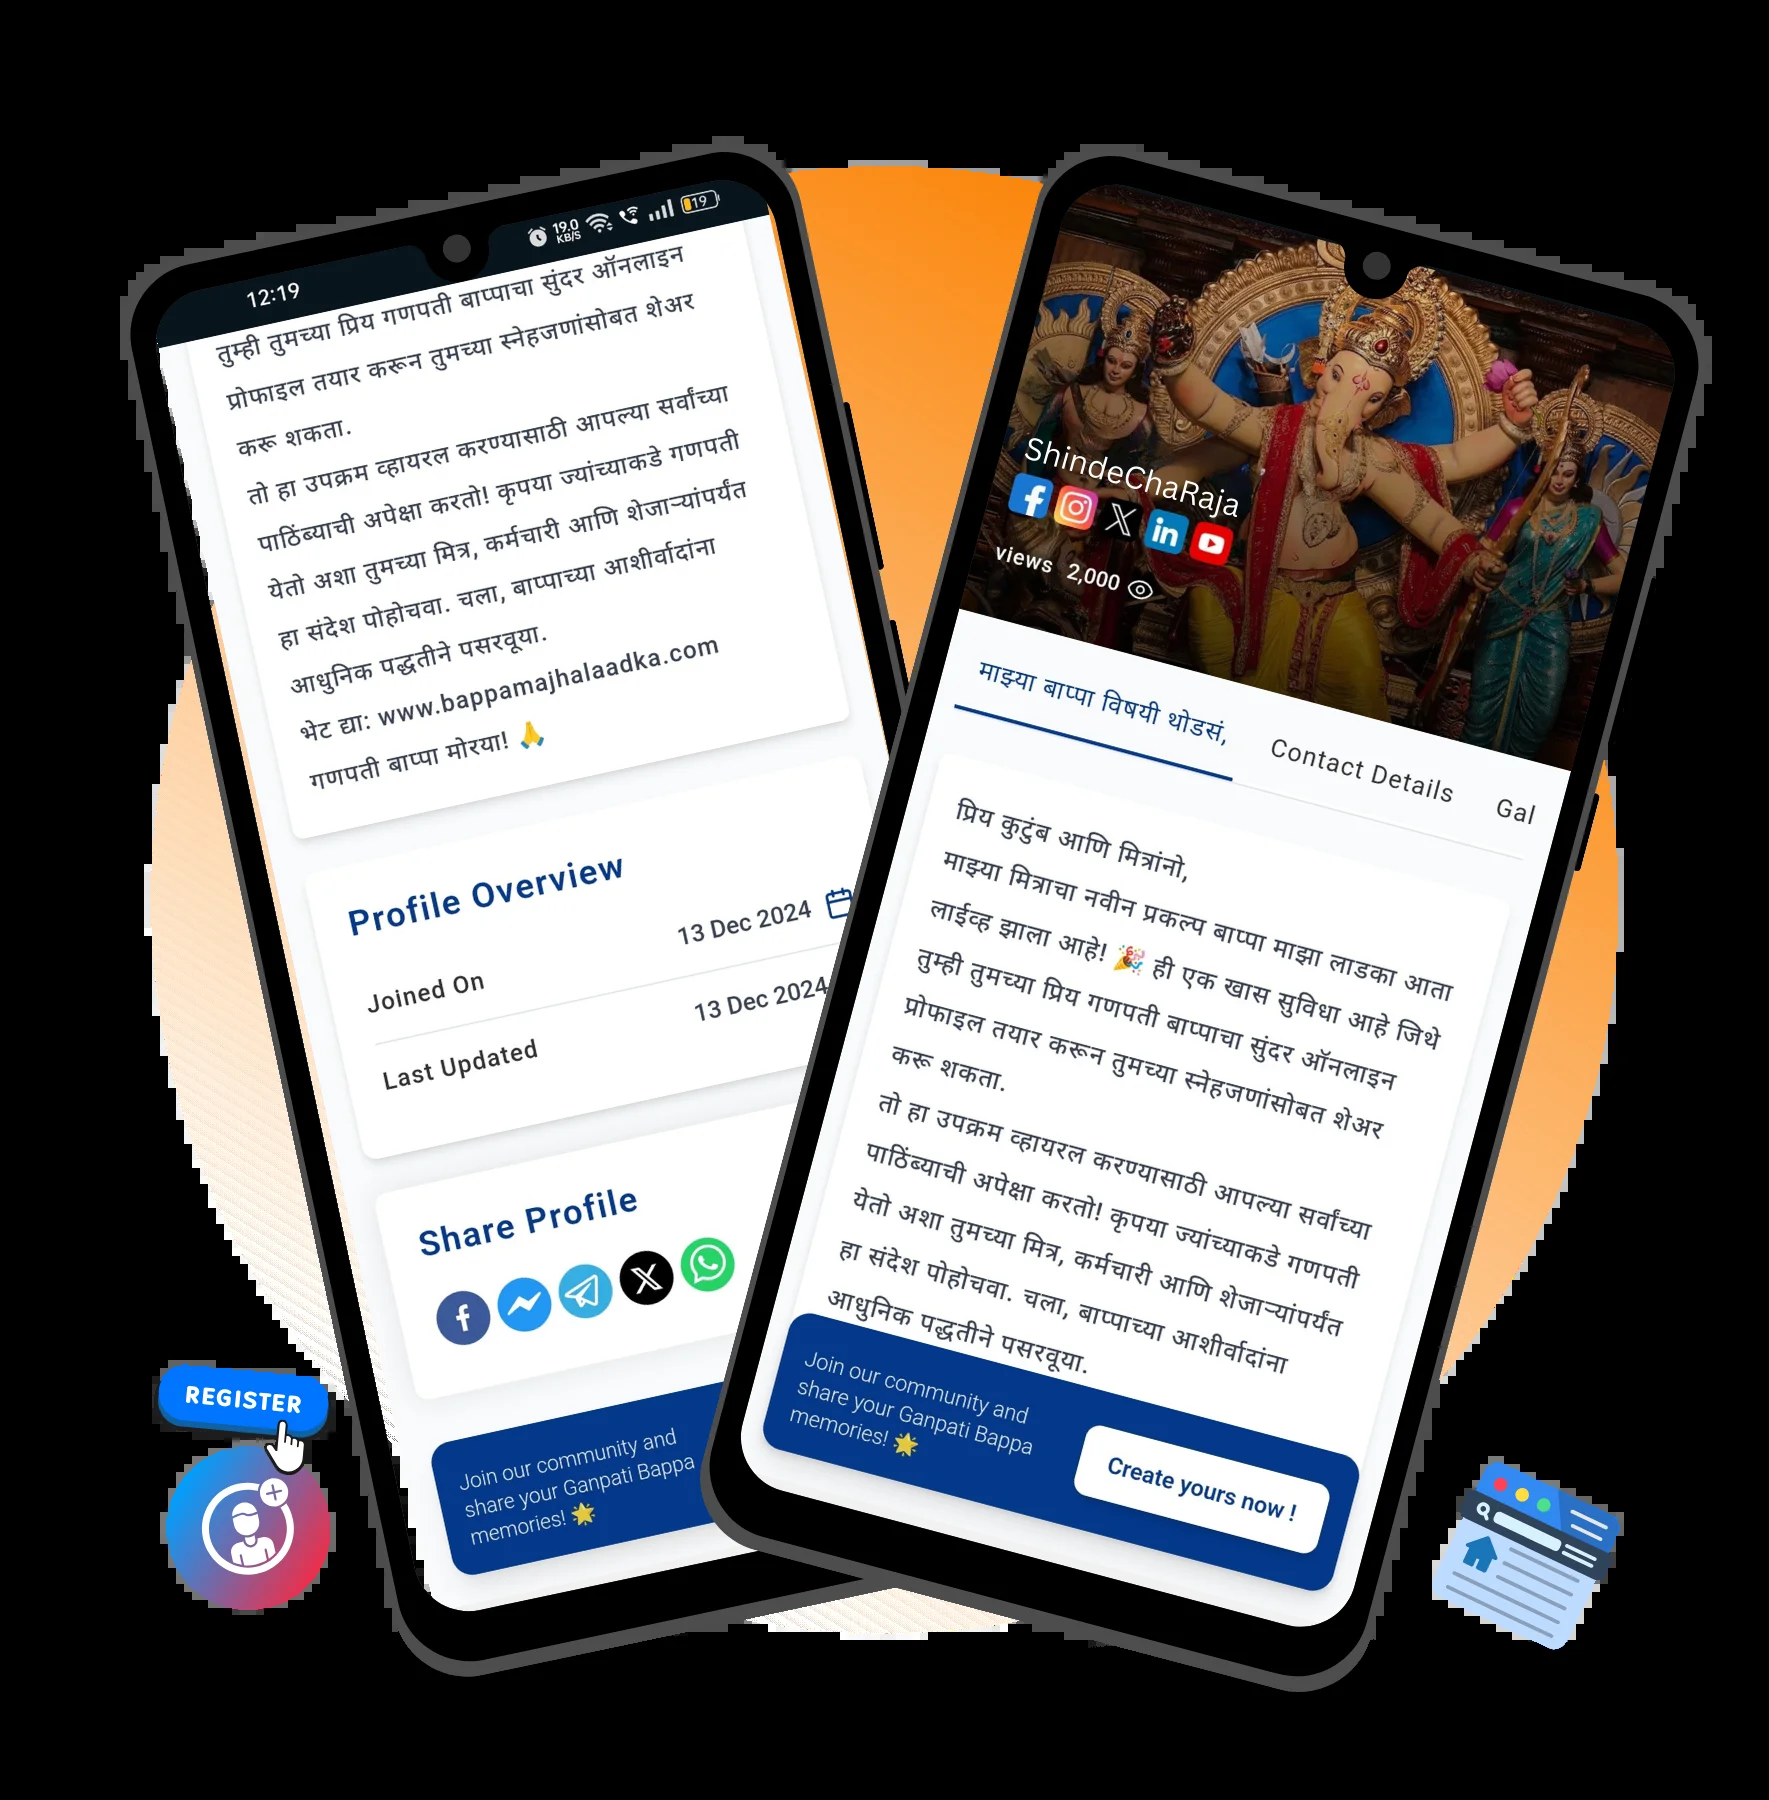 12:19
19.0
KB/S
19
तुम्ही तुमच्या प्रिय गणपती बाप्पाचा सुंदर ऑनलाइन
प्रोफाइल तयार करून तुमच्या स्नेहजणांसोबत शेअर
करू शकता.
तो हा उपक्रम व्हायरल करण्यासाठी आपल्या सर्वांच्या
पाठिंब्याची अपेक्षा करतो! कृपया ज्यांच्याकडे गणपती
येतो अशा तुमच्या मित्र, कर्मचारी आणि शेजाऱ्यांपर्यंत
हा संदेश पोहोचवा. चला, बाप्पाच्या आशीर्वादांना
आधुनिक पद्धतीने पसरवूया.
भेट द्या: www.bappamajhalaadka.com
गणपती बाप्पा मोरया! 🙏
Profile Overview
13 Dec 2024
Joined On
13 Dec 2024
Last Updated
Share Profile
Join our community and
share your Ganpati Bappa
memories! 🌟
REGISTER
ShindeChaRaja
views 2,000
माझ्या बाप्पा विषयी थोडसं,
Contact Details
Gal
प्रिय कुटुंब आणि मित्रांनो,
माझ्या मित्राचा नवीन प्रकल्प बाप्पा माझा लाडका आता
लाईव्ह झाला आहे! 🎉 ही एक खास सुविधा आहे जिथे
तुम्ही तुमच्या प्रिय गणपती बाप्पाचा सुंदर ऑनलाइन
प्रोफाइल तयार करून तुमच्या स्नेहजणांसोबत शेअर
करू शकता.
तो हा उपक्रम व्हायरल करण्यासाठी आपल्या सर्वांच्या
पाठिंब्याची अपेक्षा करतो! कृपया ज्यांच्याकडे गणपती
येतो अशा तुमच्या मित्र, कर्मचारी आणि शेजाऱ्यांपर्यंत
हा संदेश पोहोचवा. चला, बाप्पाच्या आशीर्वादांना
आधुनिक पद्धतीने पसरवूया.
Join our community and
share your Ganpati Bappa
memories! 🌟
Create yours now !